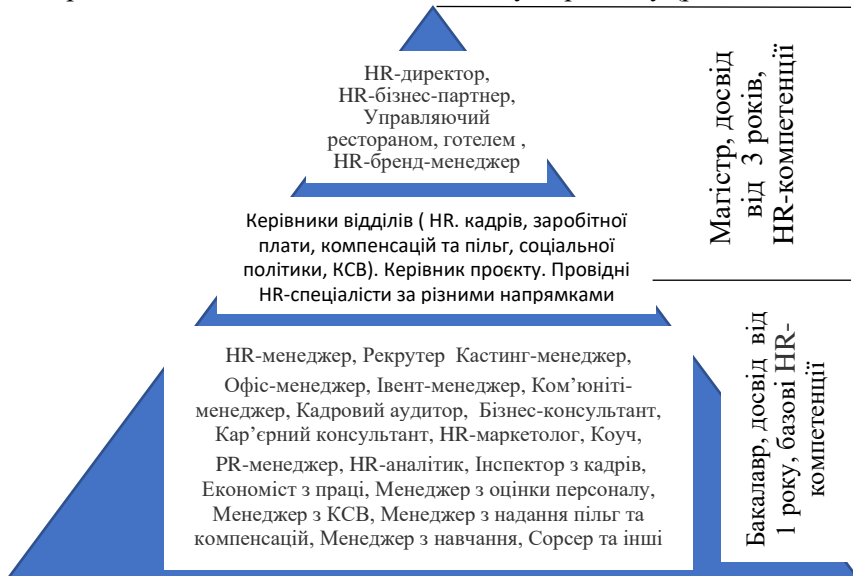 HR-директор,
HR-бізнес-партнер,
Управляючий
рестораном, готелем ,
HR-бренд-менеджер
Керівники відділів ( HR. кадрів, заробітної
плати, компенсацій та пільг, соціальної
політики, КСВ). Керівник проєкту. Провідні
HR-спеціалісти за різними напрямками
HR-менеджер, Рекрутер Кастинг-менеджер,
Офіс-менеджер, Івент-менеджер, Ком’юніті-
менеджер, Кадровий аудитор, Бізнес-консультант,
Кар’єрний консультант, HR-маркетолог, Коуч,
PR-менеджер, HR-аналітик, Інспектор з кадрів,
Економіст з праці, Менеджер з оцінки персоналу,
Менеджер з КСВ, Менеджер з надання пільг та
компенсацій, Менеджер з навчання, Сорсер та інші
Магістр, досвід
від 3 років,
HR-компетенції
Бакалавр, досвід від
1 року, базові HR-
компетенції